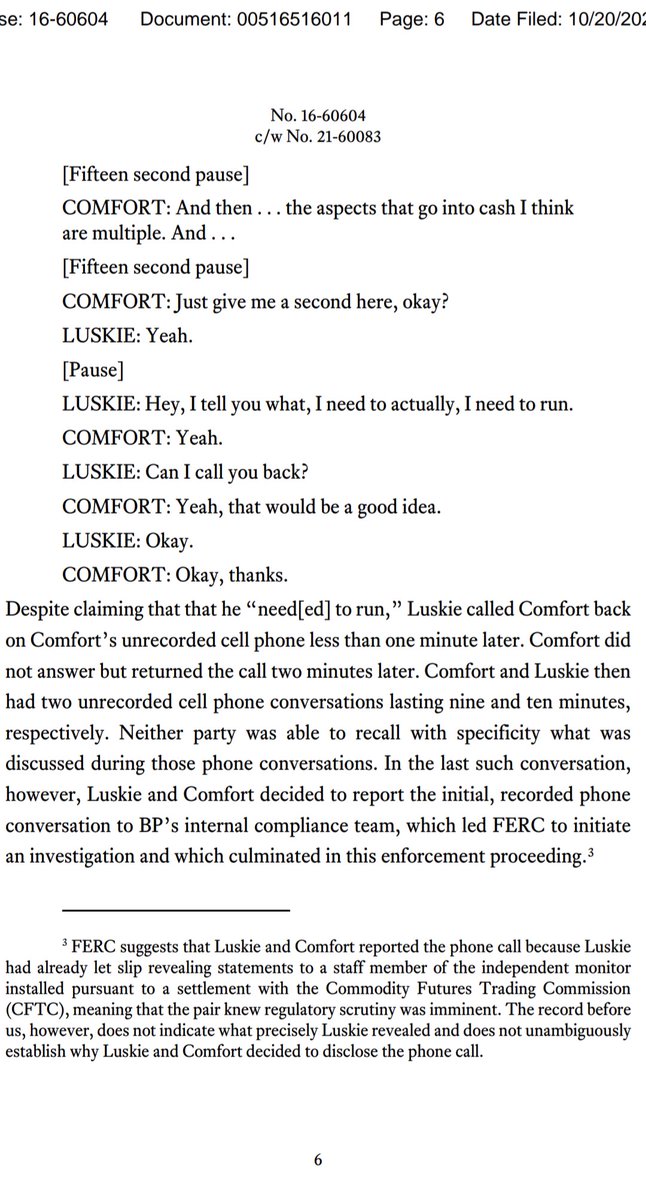 se: 16-60604 Document: 00516516011 Page: 6 Date Filed: 10/20/202
No. 16-60604
c/w No. 21-60083
[Fifteen second pause]
COMFORT: And then . . . the aspects that go into cash I think
are multiple. And . . .
[Fifteen second pause]
COMFORT: Just give me a second here, okay?
LUSKIE: Yeah.
[Pause]
LUSKIE: Hey, I tell you what, I need to actually, I need to run.
COMFORT: Yeah.
LUSKIE: Can I call you back?
COMFORT: Yeah, that would be a good idea.
LUSKIE: Okay.
COMFORT: Okay, thanks.
Despite claiming that that he “need[ed] to run,” Luskie called Comfort back
on Comfort’s unrecorded cell phone less than one minute later. Comfort did
not answer but returned the call two minutes later. Comfort and Luskie then
had two unrecorded cell phone conversations lasting nine and ten minutes,
respectively. Neither party was able to recall with specificity what was
discussed during those phone conversations. In the last such conversation,
however, Luskie and Comfort decided to report the initial, recorded phone
conversation to BP’s internal compliance team, which led FERC to initiate
an investigation and which culminated in this enforcement proceeding.³
³ FERC suggests that Luskie and Comfort reported the phone call because Luskie
had already let slip revealing statements to a staff member of the independent monitor
installed pursuant to a settlement with the Commodity Futures Trading Commission
(CFTC), meaning that the pair knew regulatory scrutiny was imminent. The record before
us, however, does not indicate what precisely Luskie revealed and does not unambiguously
establish why Luskie and Comfort decided to disclose the phone call.
6